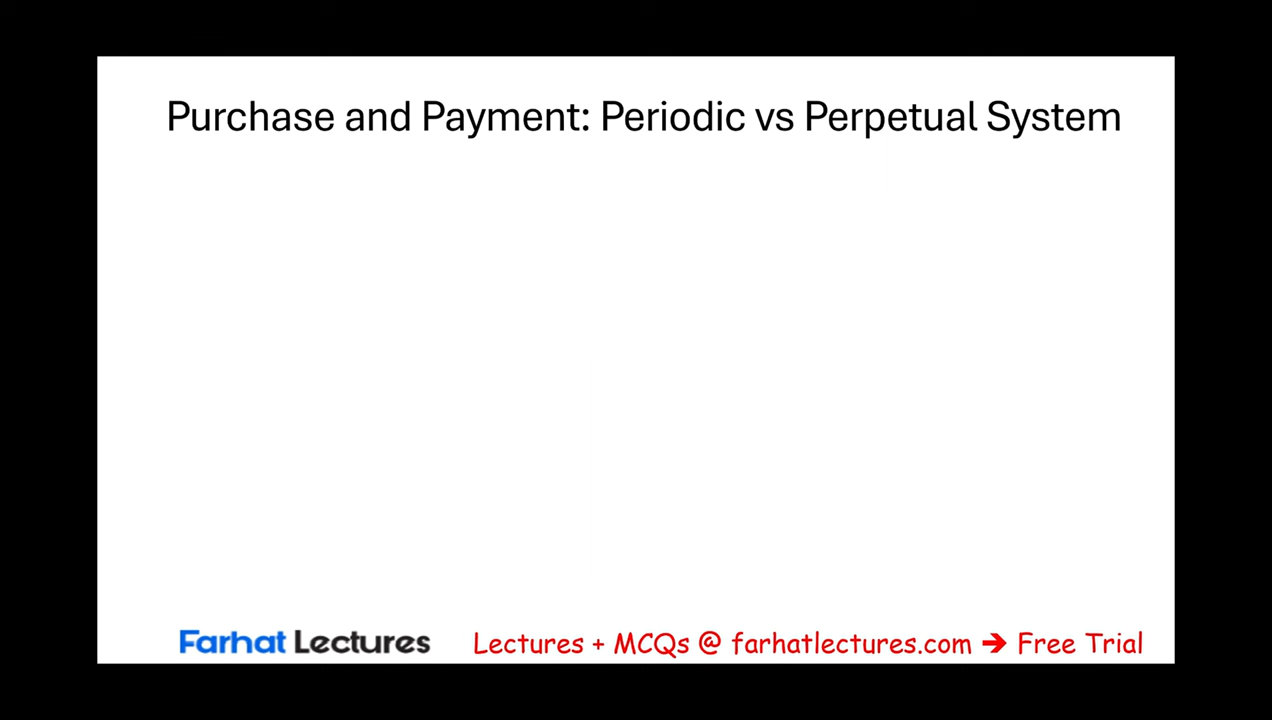 Purchase and Payment: Periodic vs Perpetual System
Farhat Lectures Lectures + MCQs @ farhatlectures.com ➔ Free Trial